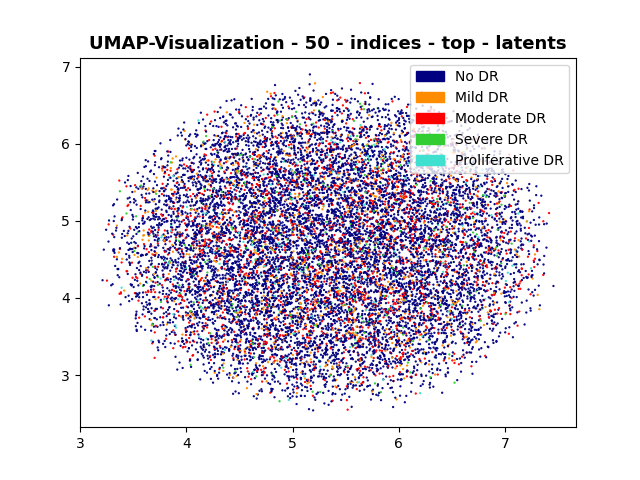 UMAP-Visualization - 50 - indices - top - latents
No DR
Mild DR
Moderate DR
Severe DR
Proliferative DR
7
6
5
4
3
3 4 5 6 7